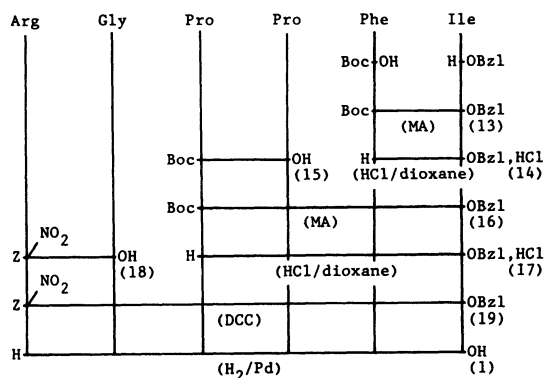 Arg Gly Pro Pro Phe Ile
Boc OH H OBzl
Boc OBzl
(MA) (13)
Boc OH H OBzl,HCl
(15) (HCl/dioxane) (14)
Boc OBzl
(MA) (16)
NO2
Z OH H OBzl,HCl
(18) (HCl/dioxane) (17)
NO2
Z OBzl
(DCC) (19)
H OH
(H2/Pd) (1)